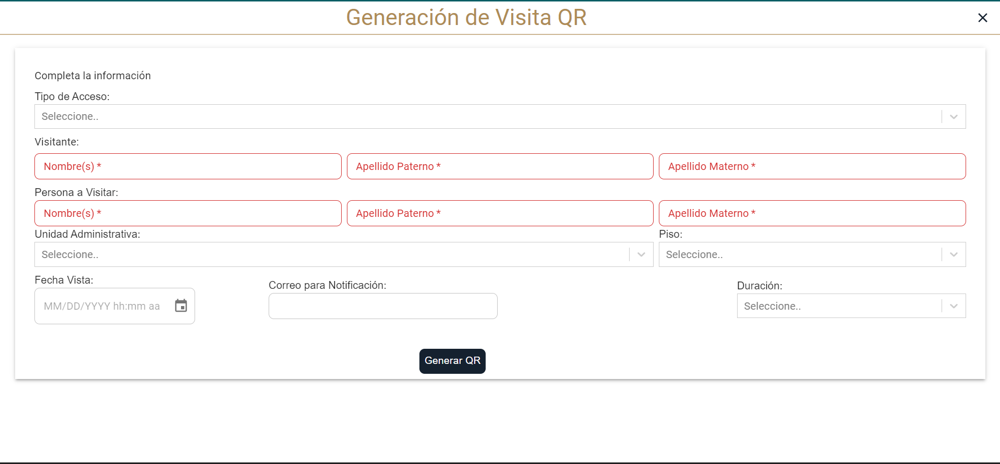 Generación de Visita QR
Completa la información
Tipo de Acceso:
Seleccione..
Visitante:
Nombre(s) * Apellido Paterno * Apellido Materno *
Persona a Visitar:
Nombre(s) * Apellido Paterno * Apellido Materno *
Unidad Administrativa: Piso:
Seleccione.. Seleccione..
Fecha Vista: Correo para Notificación: Duración:
MM/DD/YYYY hh:mm aa Seleccione..
Generar QR